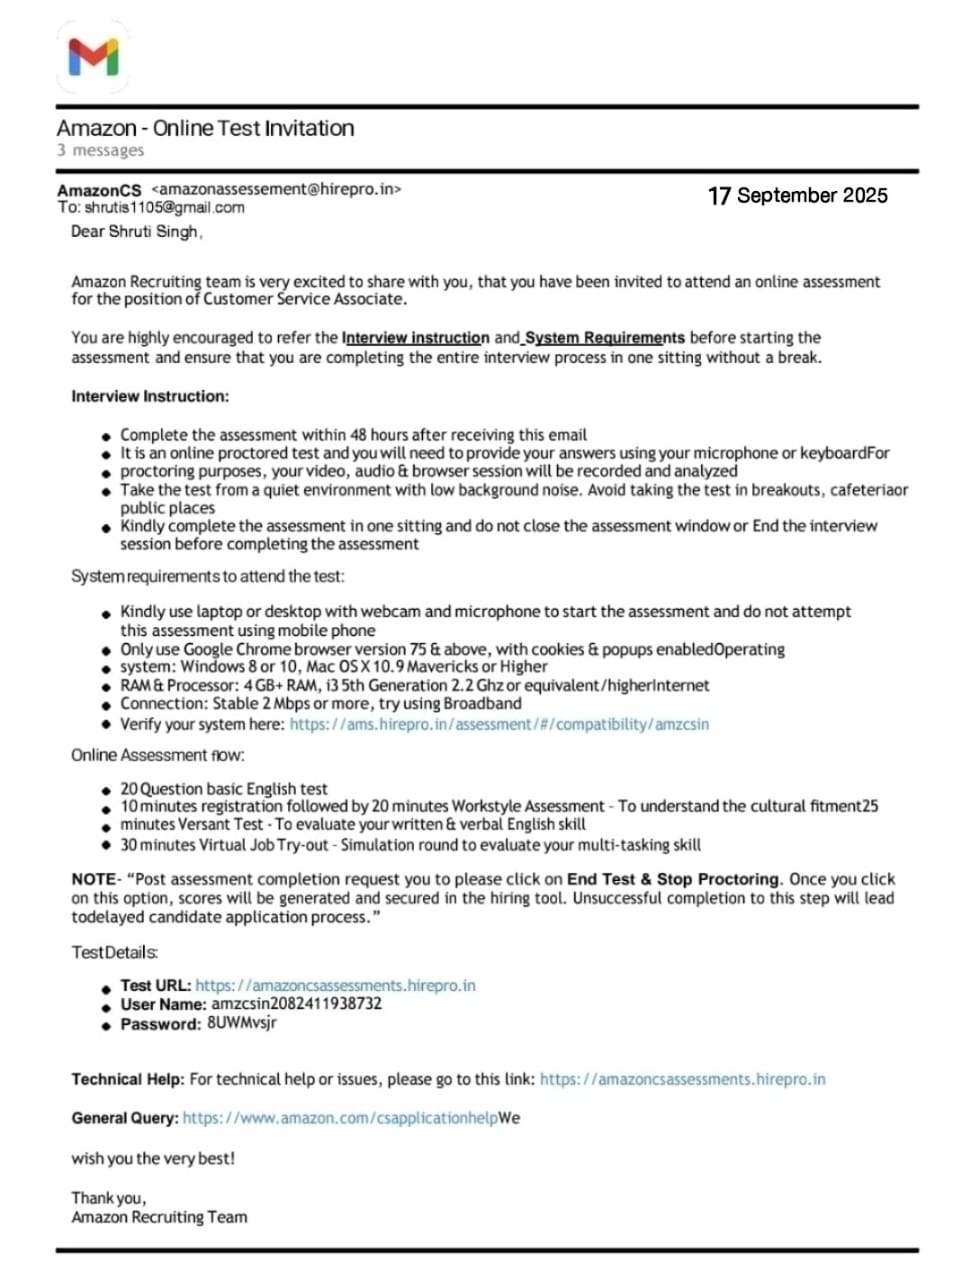 Amazon - Online Test Invitation
3 messages
AmazonCS <amazonassessement@hirepro.in>
17 September 2025
To: shrutis1105@gmail.com
Dear Shruti Singh,
Amazon Recruiting team is very excited to share with you, that you have been invited to attend an online assessment
for the position of Customer Service Associate.
You are highly encouraged to refer the Interview instruction and System Requirements before starting the
assessment and ensure that you are completing the entire interview process in one sitting without a break.
Interview Instruction:
● Complete the assessment within 48 hours after receiving this email
● It is an online proctored test and you will need to provide your answers using your microphone or keyboardFor
● proctoring purposes, your video, audio & browser session will be recorded and analyzed
● Take the test from a quiet environment with low background noise. Avoid taking the test in breakouts, cafeteriaor
public places
● Kindly complete the assessment in one sitting and do not close the assessment window or End the interview
session before completing the assessment
System requirements to attend the test:
● Kindly use laptop or desktop with webcam and microphone to start the assessment and do not attempt
this assessment using mobile phone
● Only use Google Chrome browser version 75 & above, with cookies & popups enabledOperating
● system: Windows 8 or 10, Mac OS X 10.9 Mavericks or Higher
● RAM & Processor: 4 GB+ RAM, i3 5th Generation 2.2 Ghz or equivalent/higherInternet
● Connection: Stable 2 Mbps or more, try using Broadband
● Verify your system here: https://ams.hirepro.in/assessment/#/compatibility/amzcsin
Online Assessment flow:
● 20 Question basic English test
● 10 minutes registration followed by 20 minutes Workstyle Assessment - To understand the cultural fitment25
● minutes Versant Test - To evaluate your written & verbal English skill
● 30 minutes Virtual Job Try-out - Simulation round to evaluate your multi-tasking skill
NOTE- “Post assessment completion request you to please click on End Test & Stop Proctoring. Once you click
on this option, scores will be generated and secured in the hiring tool. Unsuccessful completion to this step will lead
todelayed candidate application process.”
Test Details:
● Test URL: https://amazoncsassessments.hirepro.in
● User Name: amzcsin2082411938732
● Password: 8UWMvsjr
Technical Help: For technical help or issues, please go to this link: https://amazoncsassessments.hirepro.in
General Query: https://www.amazon.com/csapplicationhelpWe
wish you the very best!
Thank you,
Amazon Recruiting Team